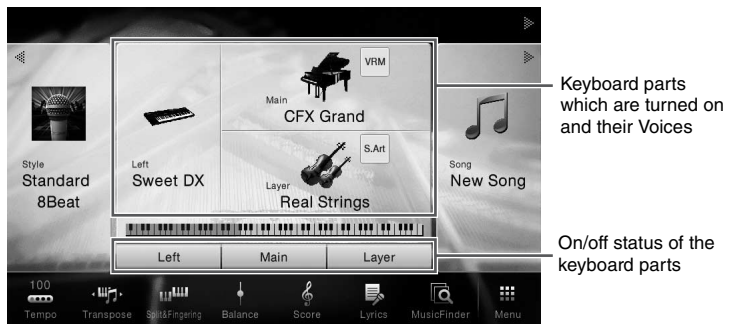 VRM
Main
CFX Grand
Style
Standard
8Beat
Left
Sweet DX
S.Art
Layer
Real Strings
Song
New Song
Left
Main
Layer
100
Tempo
Transpose
Split&Fingering
Balance
Score
Lyrics
MusicFinder
Menu
Keyboard parts
which are turned on
and their Voices
On/off status of the
keyboard parts